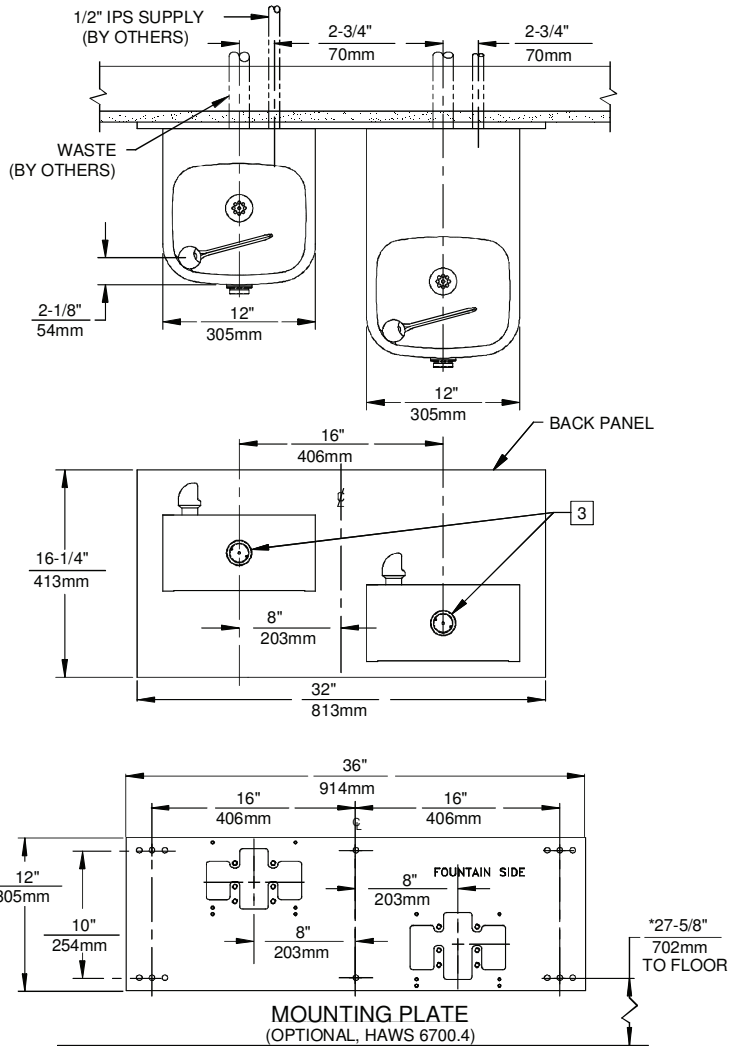 1/2" IPS SUPPLY
(BY OTHERS)
2-3/4"
70mm
2-3/4"
70mm
WASTE
(BY OTHERS)
2-1/8"
54mm
12"
305mm
12"
305mm
16"
406mm
BACK PANEL
℄
3
16-1/4"
413mm
8"
203mm
32"
813mm
36"
914mm
16"
406mm
16"
406mm
℄
12"
305mm
FOUNTAIN SIDE
8"
203mm
10"
254mm
8"
203mm
*27-5/8"
702mm
TO FLOOR
MOUNTING PLATE
(OPTIONAL, HAWS 6700.4)